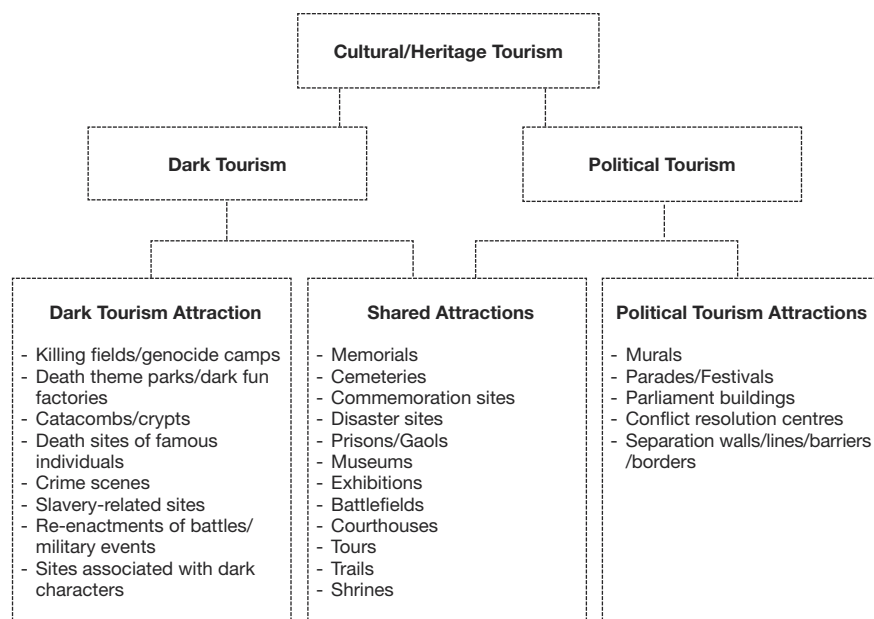 Cultural/Heritage Tourism
Dark Tourism
Political Tourism
Dark Tourism Attraction
- Killing fields/genocide camps
- Death theme parks/dark fun
factories
- Catacombs/crypts
- Death sites of famous
individuals
- Crime scenes
- Slavery-related sites
- Re-enactments of battles/
military events
- Sites associated with dark
characters
Shared Attractions
- Memorials
- Cemeteries
- Commemoration sites
- Disaster sites
- Prisons/Gaols
- Museums
- Exhibitions
- Battlefields
- Courthouses
- Tours
- Trails
- Shrines
Political Tourism Attractions
- Murals
- Parades/Festivals
- Parliament buildings
- Conflict resolution centres
- Separation walls/lines/barriers
/borders